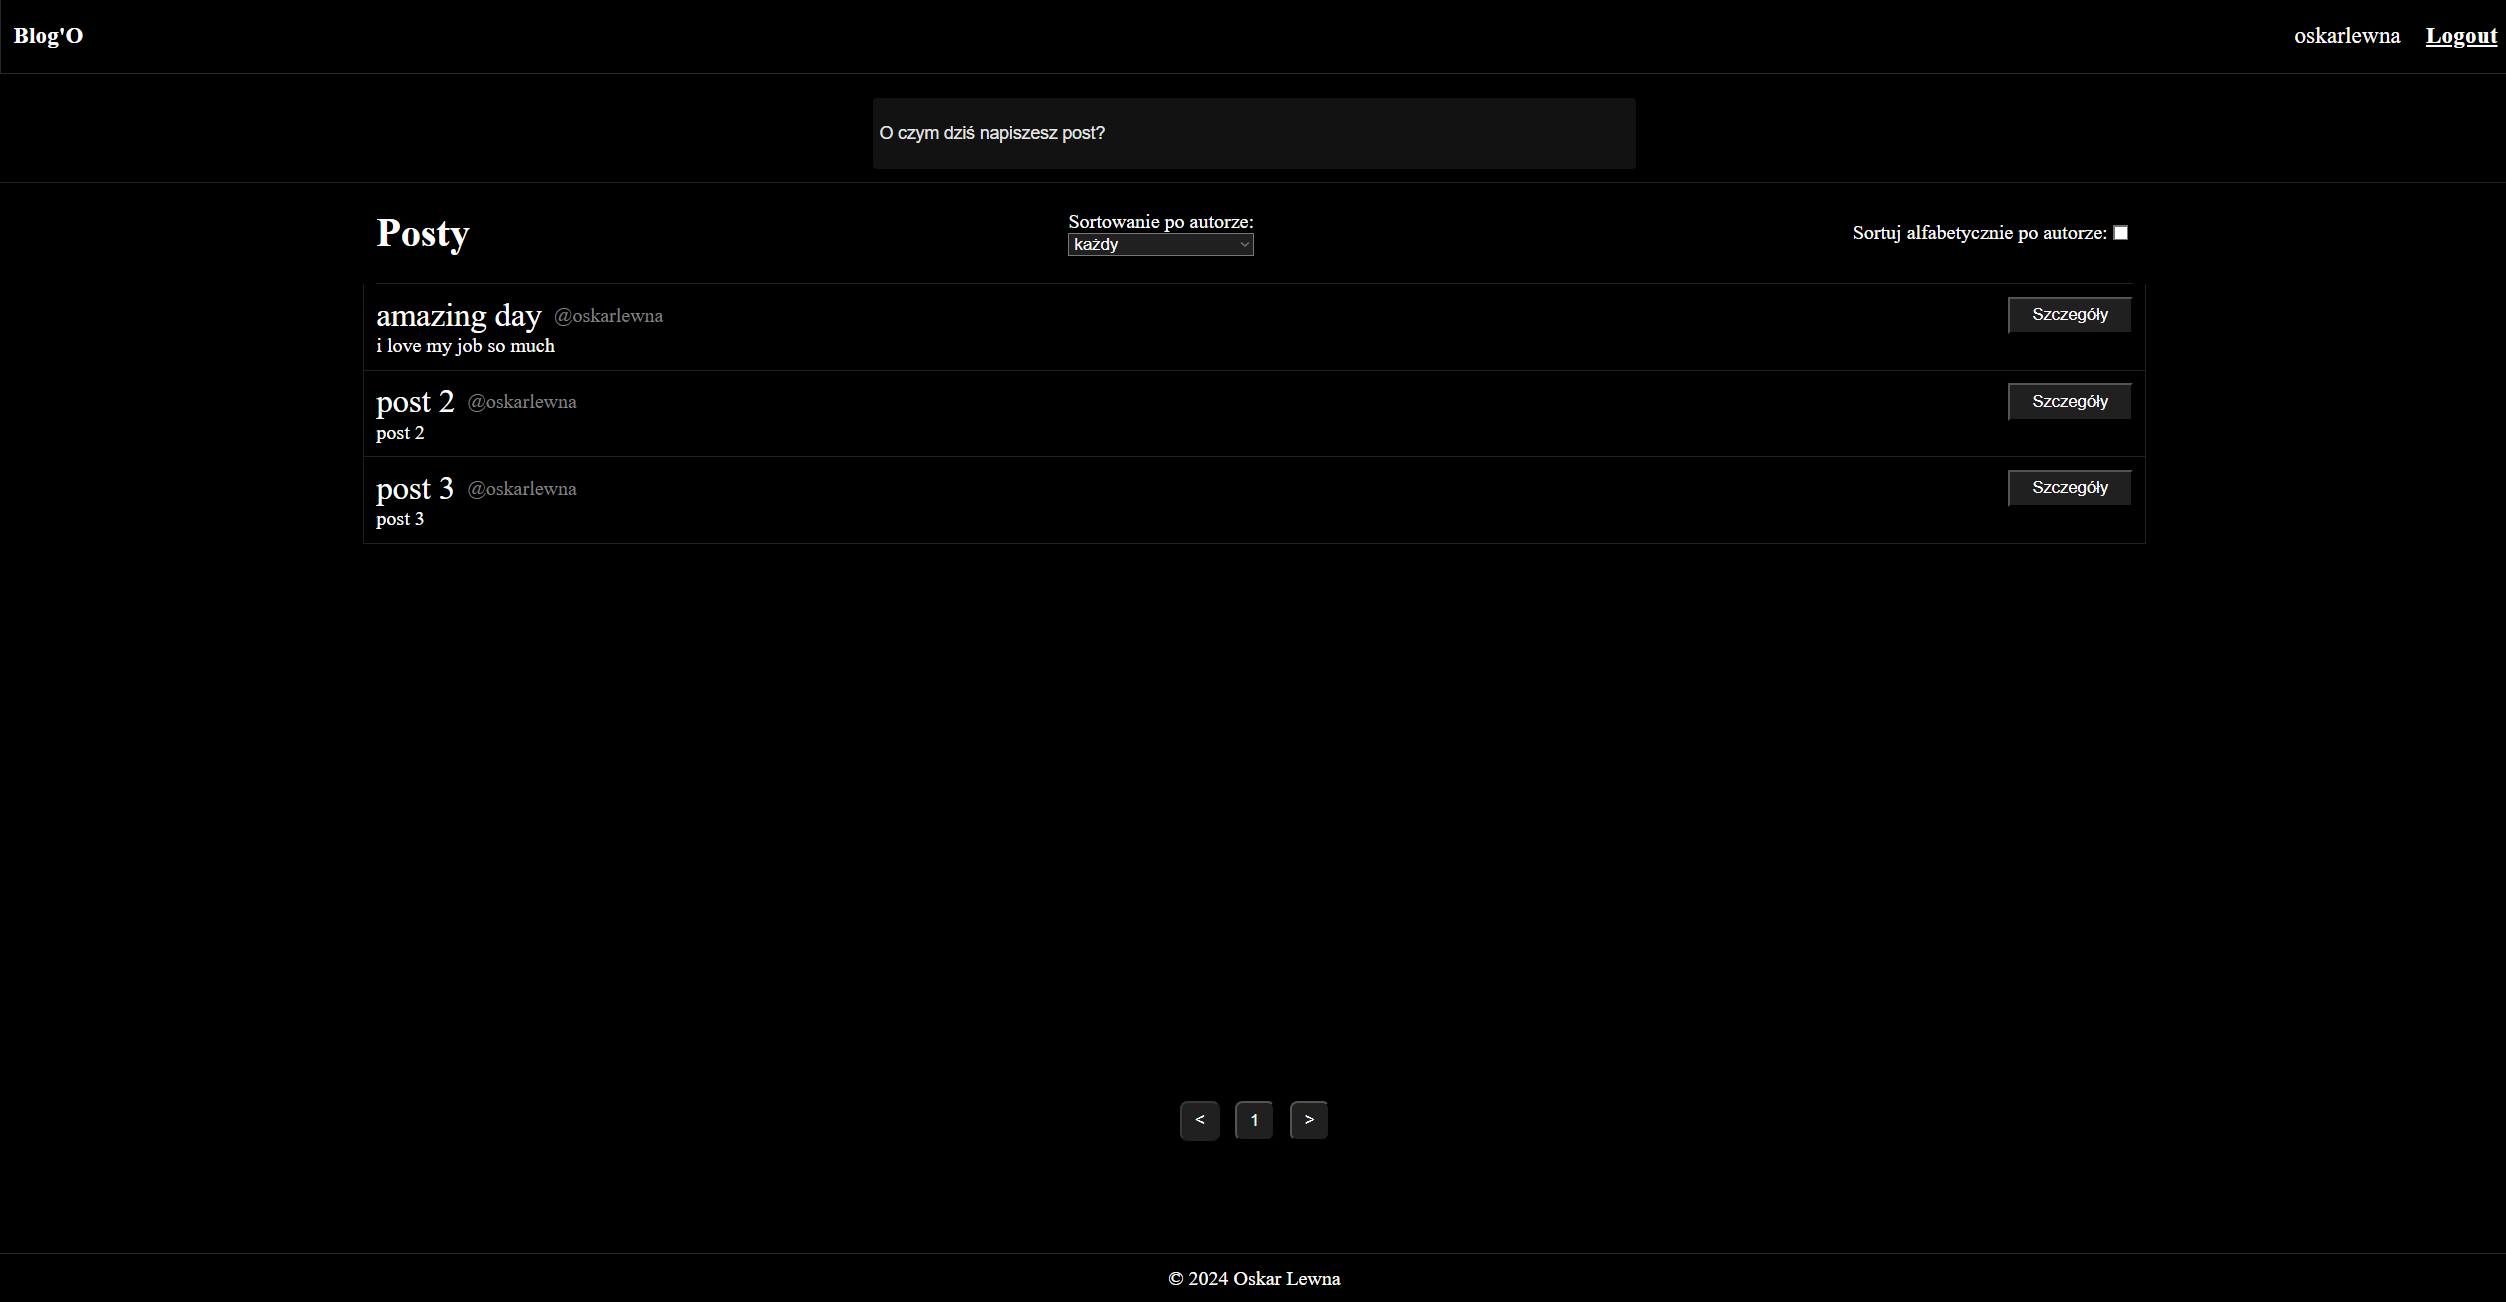 Blog'O
oskarlewna Logout
O czym dziś napiszesz post?
Posty
Sortowanie po autorze:
każdy
Sortuj alfabetycznie po autorze:
amazing day @oskarlewna
i love my job so much
Szczegóły
post 2 @oskarlewna
post 2
Szczegóły
post 3 @oskarlewna
post 3
Szczegóły
< 1 >
© 2024 Oskar Lewna